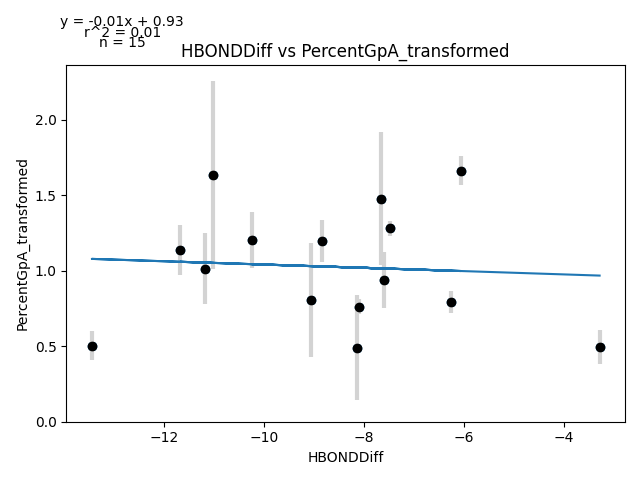 y = -0.01x + 0.93
r^2 = 0.01
n = 15
HBONDDiff vs PercentGpA_transformed
PercentGpA_transformed
2.0
1.5
1.0
0.5
0.0
−12
−10
−8
−6
−4
HBONDDiff